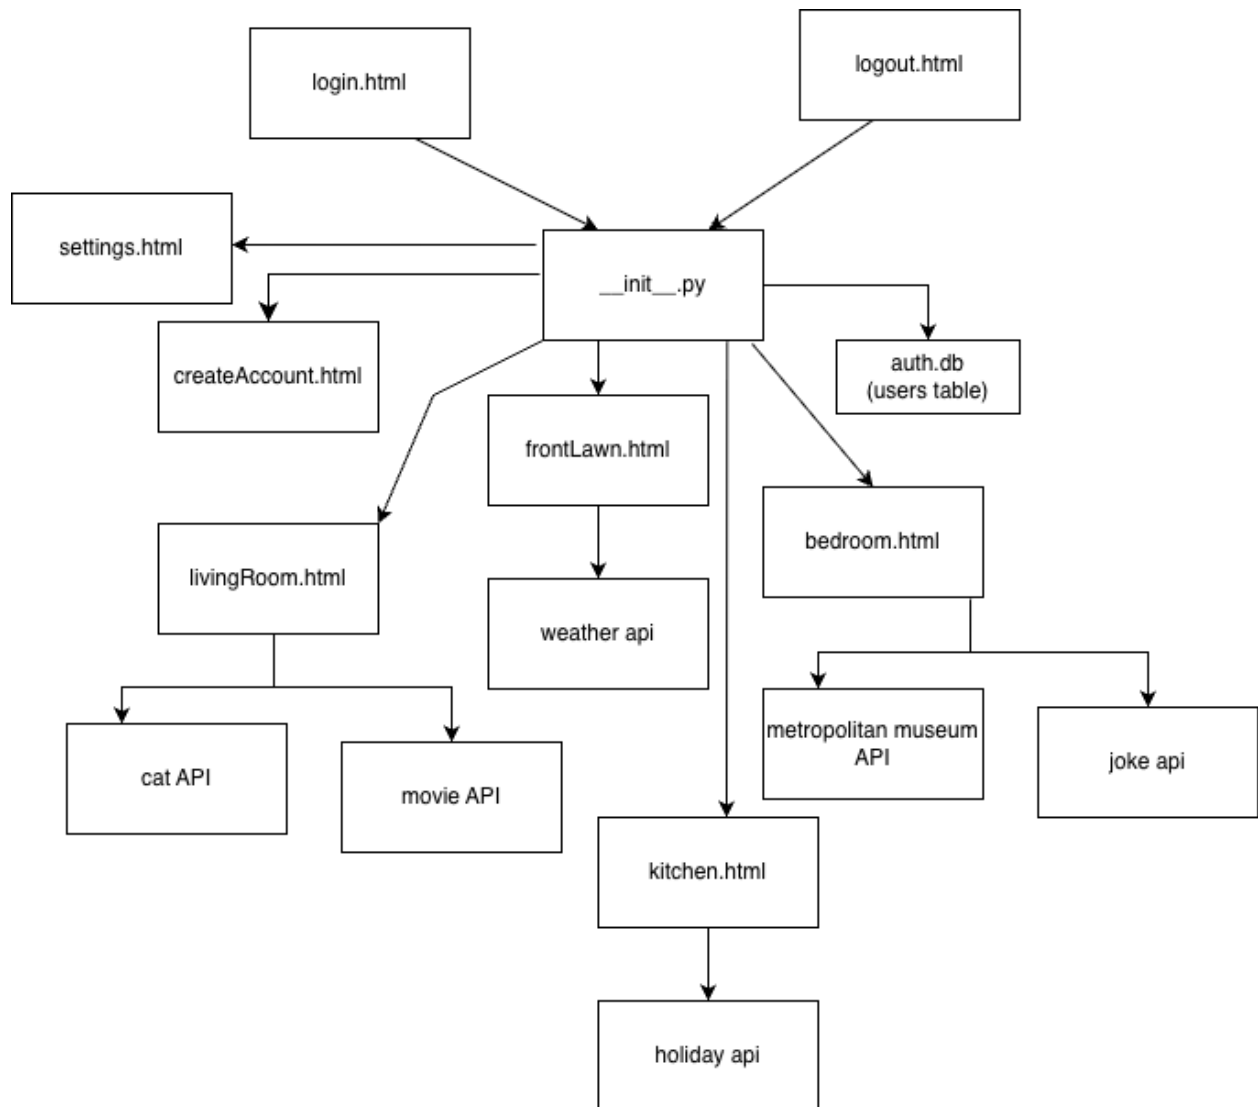 login.html
logout.html
settings.html
__init__.py
createAccount.html
auth.db
(users table)
frontLawn.html
bedroom.html
livingRoom.html
weather api
metropolitan museum
API
joke api
cat API
movie API
kitchen.html
holiday api